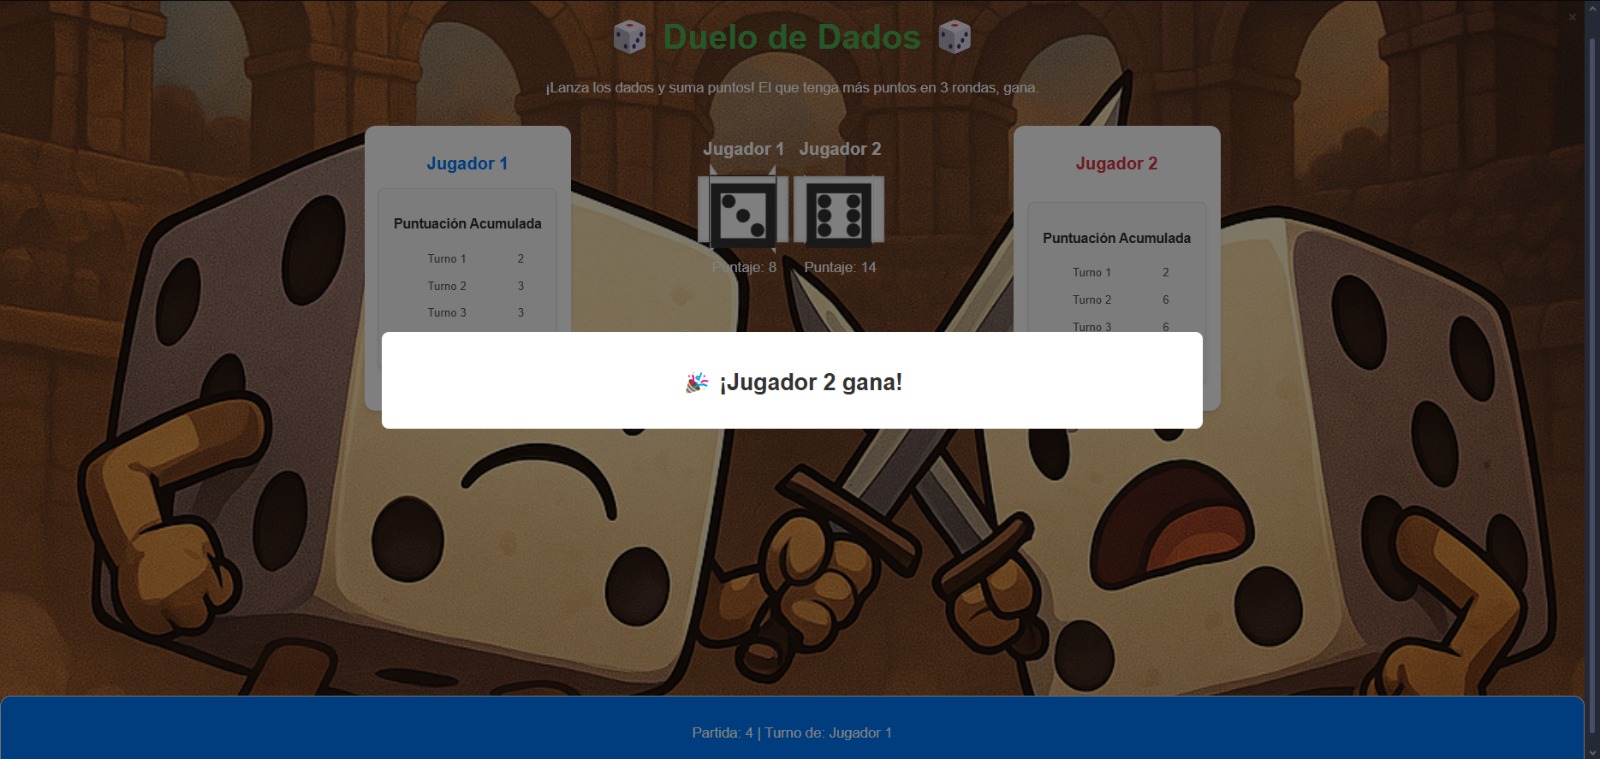 🎲 Duelo de Dados 🎲
¡Lanza los dados y suma puntos! El que tenga más puntos en 3 rondas, gana.
Jugador 1
Puntuación Acumulada
Turno 1 2
Turno 2 3
Turno 3 3
Jugador 1 Jugador 2
Puntaje: 8 Puntaje: 14
Jugador 2
Puntuación Acumulada
Turno 1 2
Turno 2 6
Turno 3 6
🎉 ¡Jugador 2 gana!
Partida: 4 | Turno de: Jugador 1